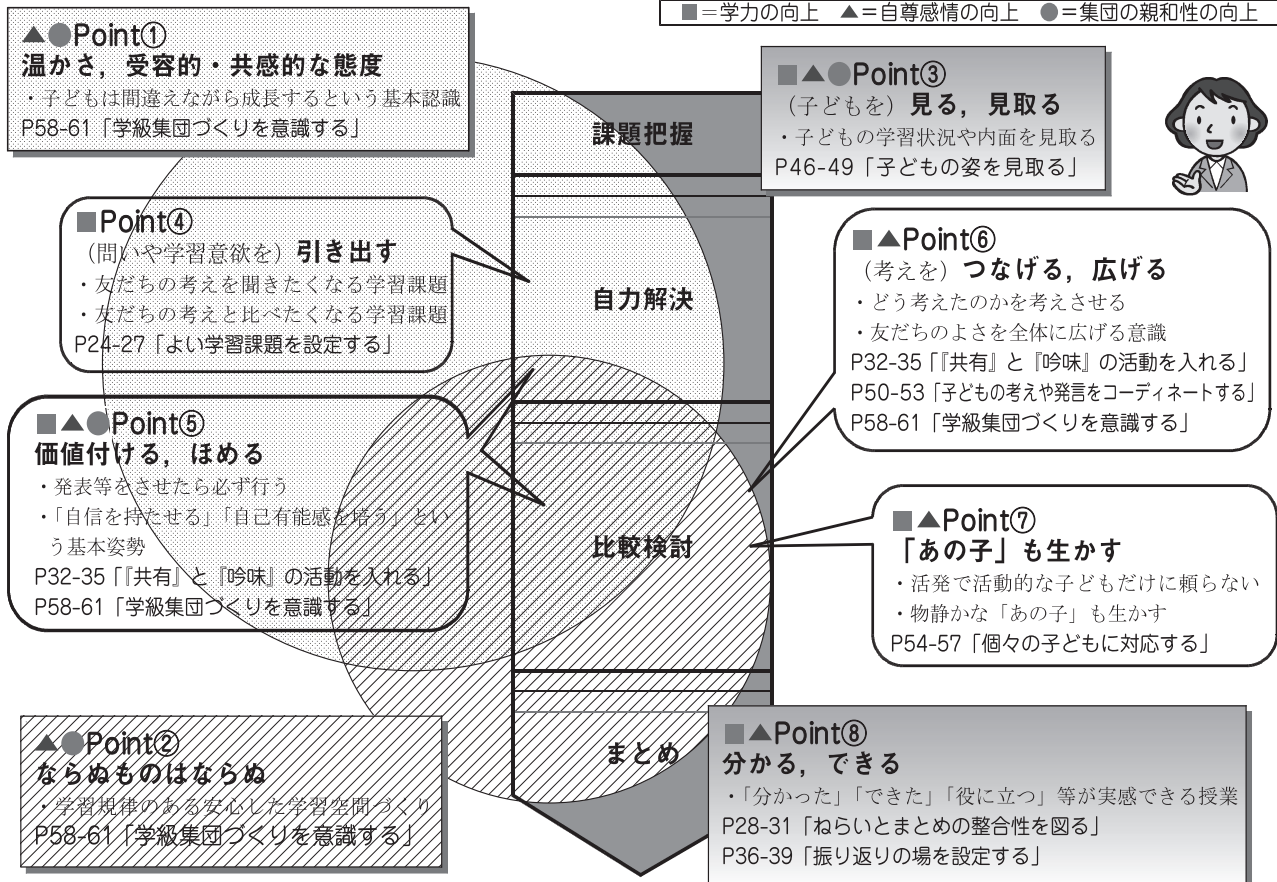 ■＝学力の向上　▲＝自尊感情の向上　●＝集団の親和性の向上
▲●Point①
温かさ，受容的・共感的な態度
・子どもは間違えながら成長するという基本認識
P58-61「学級集団づくりを意識する」
■▲●Point③
（子どもを）見る，見取る
・子どもの学習状況や内面を見取る
P46-49「子どもの姿を見取る」
課題把握
■Point④
（問いや学習意欲を）引き出す
・友だちの考えを聞きたくなる学習課題
・友だちの考えと比べたくなる学習課題
P24-27「よい学習課題を設定する」
自力解決
■▲Point⑥
（考えを）つなげる，広げる
・どう考えたのかを考えさせる
・友だちのよさを全体に広げる意識
P32-35「『共有』と『吟味』の活動を入れる」
P50-53「子どもの考えや発言をコーディネートする」
P58-61「学級集団づくりを意識する」
■▲●Point⑤
価値付ける，ほめる
・発表等をさせたら必ず行う
・「自信を持たせる」「自己有能感を培う」とい
う基本姿勢
P32-35「『共有』と『吟味』の活動を入れる」
P58-61「学級集団づくりを意識する」
比較検討
■▲Point⑦
「あの子」も生かす
・活発で活動的な子どもだけに頼らない
・物静かな「あの子」も生かす
P54-57「個々の子どもに対応する」
▲●Point②
ならぬものはならぬ
・学習規律のある安心した学習空間づくり
P58-61「学級集団づくりを意識する」
まとめ
■▲Point⑧
分かる，できる
・「分かった」「できた」「役に立つ」等が実感できる授業
P28-31「ねらいとまとめの整合性を図る」
P36-39「振り返りの場を設定する」